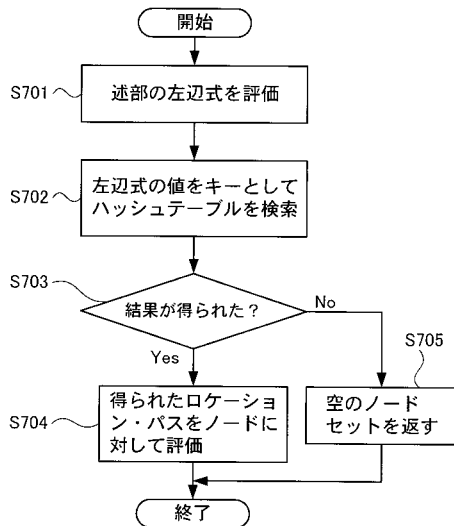 開始
S701
述部の左辺式を評価
S702
左辺式の値をキーとして
ハッシュテーブルを検索
S703
結果が得られた？
No
Yes
S705
S704
得られたロケーショ
ン・パスをノードに
対して評価
空のノード
セットを返す
終了